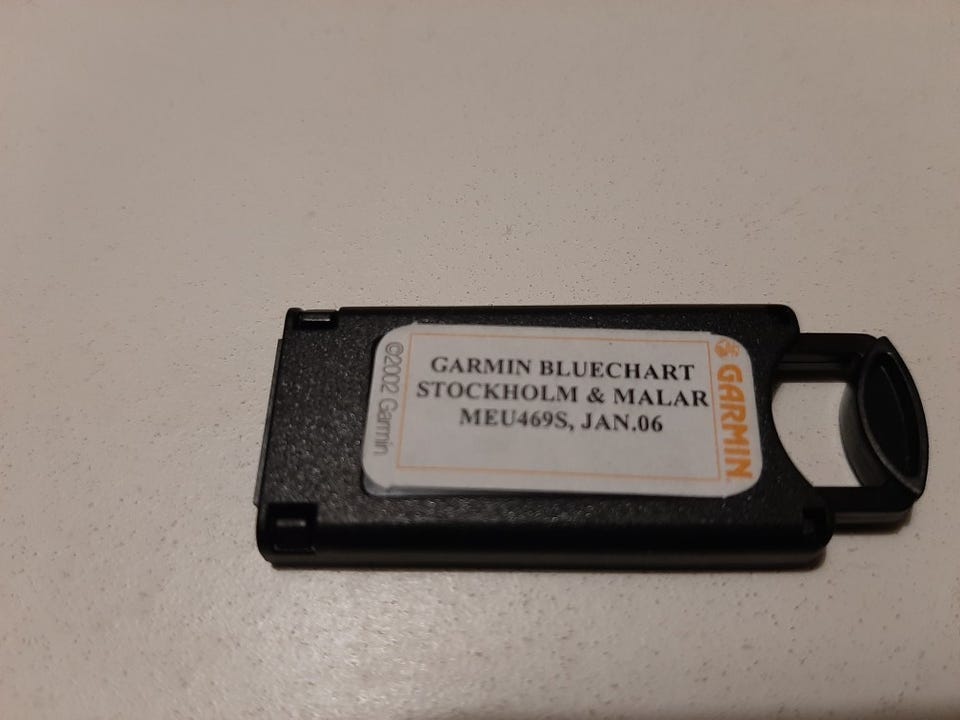 ©2002 Garmin
GARMIN BLUECHART
STOCKHOLM & MALAR
MEU469S, JAN.06
GARMIN